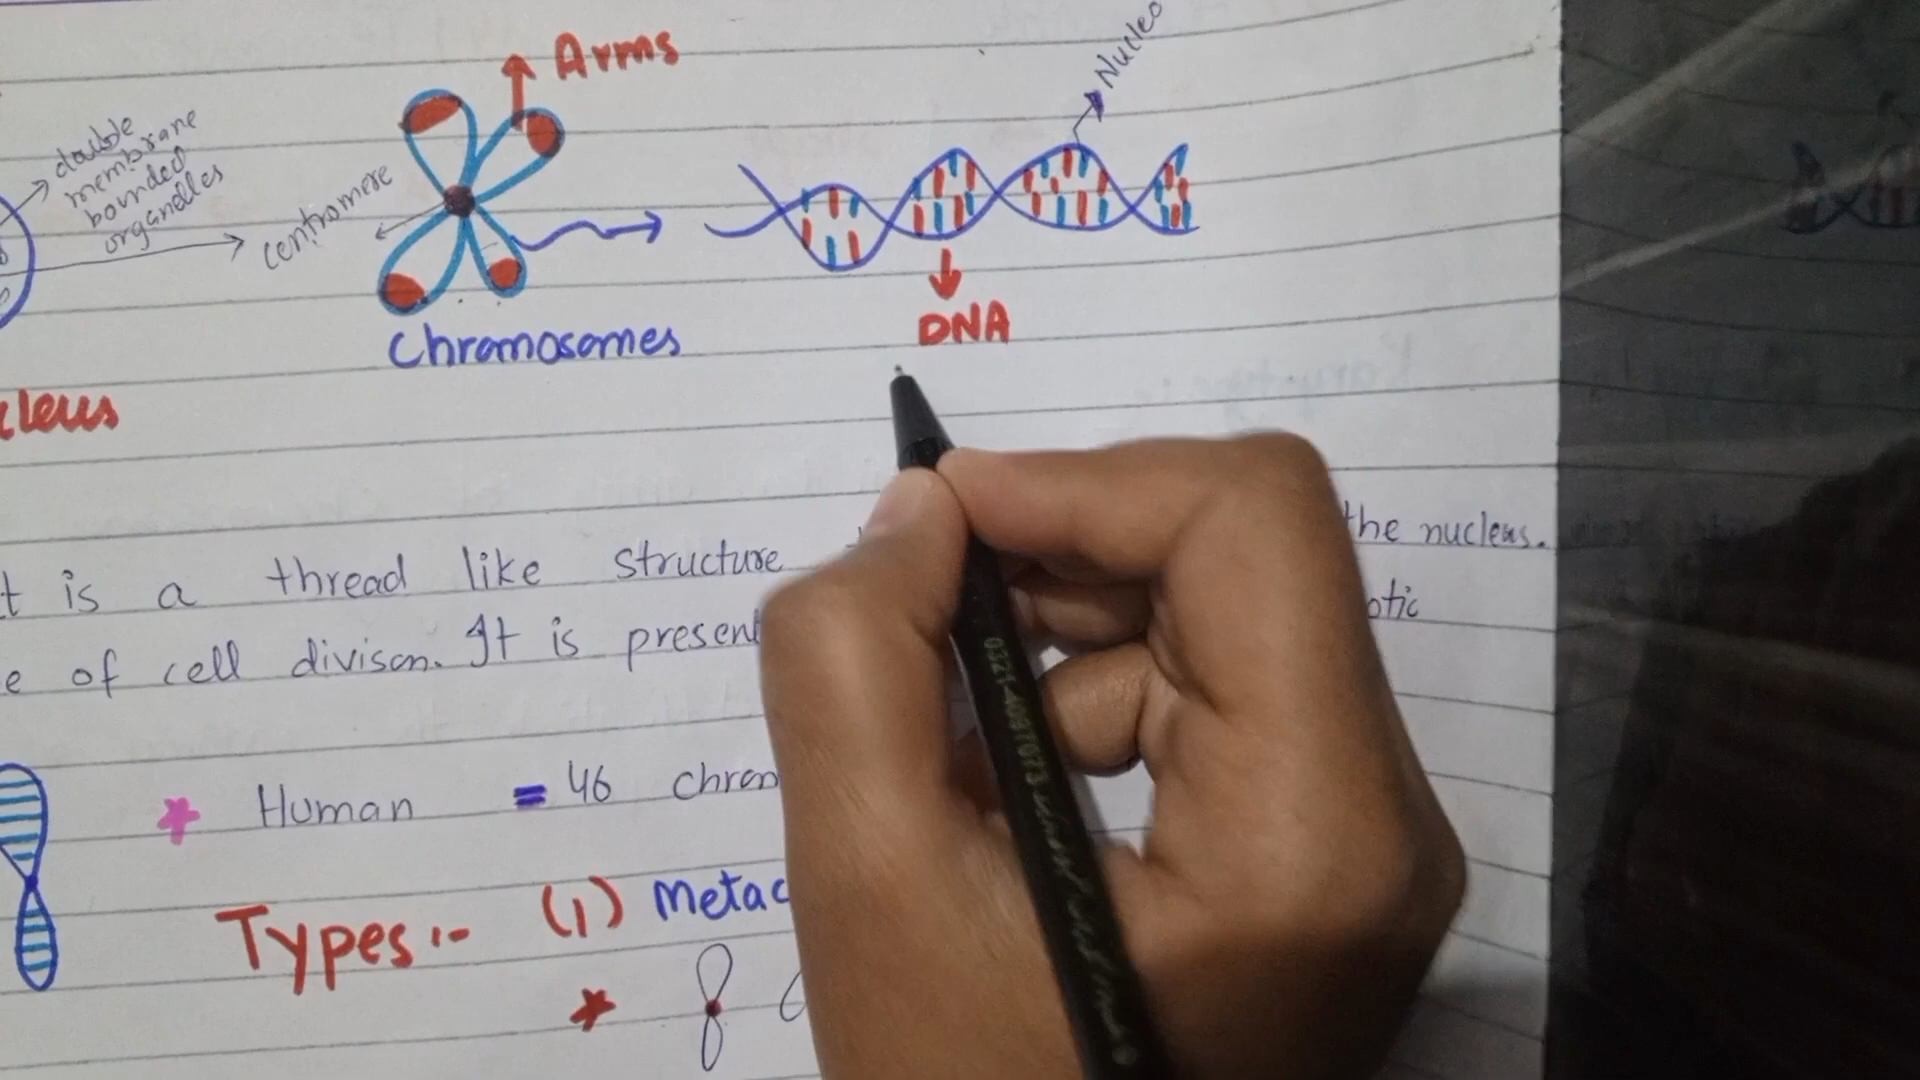 Arms
Nucleo
double
membrane
bounded
organelles
centromere
DNA
Chromosomes
cleus
t is a thread like structure the nucleus.
e of cell divison. It is present otic
Human = 46 chrom
Types:- (1) Metac